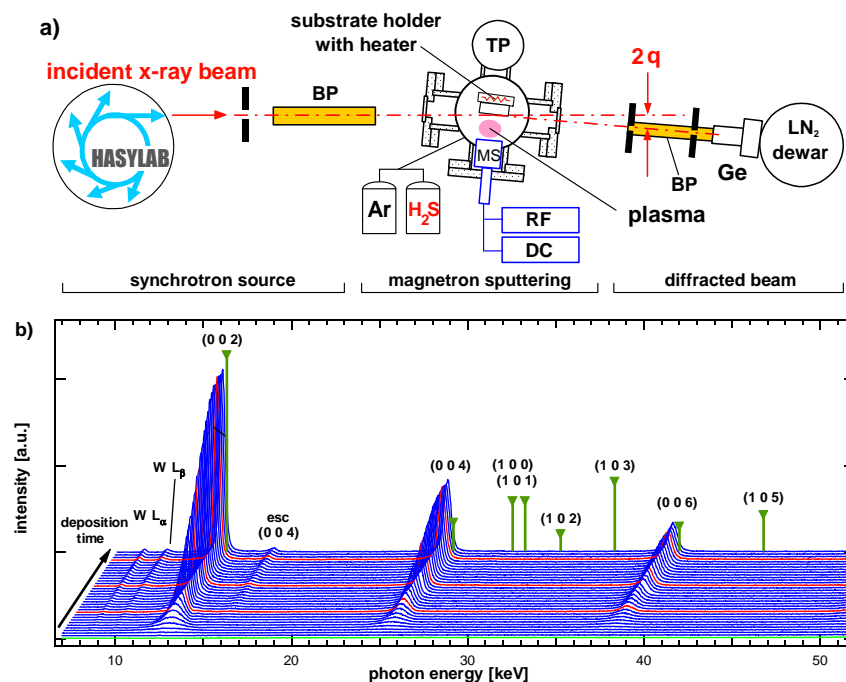 a)
substrate holder
with heater
TP
incident x-ray beam
BP
2 q
HASYLAB
MS
LN2
dewar
BP
Ge
Ar
H2S
plasma
RF
DC
synchrotron source
magnetron sputtering
diffracted beam
b)
(0 0 2)
W Lβ
W Lα
deposition
time
esc
(0 0 4)
(0 0 4)
(1 0 0)
(1 0 1)
(1 0 2)
(1 0 3)
(0 0 6)
(1 0 5)
intensity [a.u.]
10
20
30
40
50
photon energy [keV]